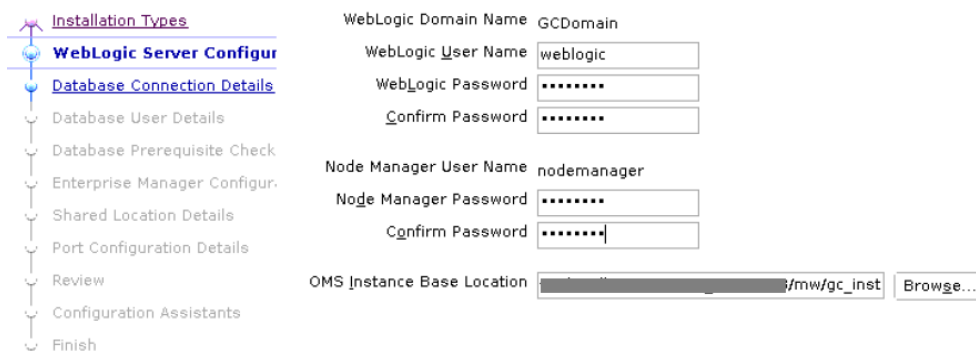 Installation Types
WebLogic Server Configur
Database Connection Details
Database User Details
Database Prerequisite Check
Enterprise Manager Configur
Shared Location Details
Port Configuration Details
Review
Configuration Assistants
Finish
WebLogic Domain Name GCDomain
WebLogic User Name weblogic
WebLogic Password ••••••••
Confirm Password ••••••••
Node Manager User Name nodemanager
Node Manager Password ••••••••
Confirm Password ••••••••
OMS Instance Base Location /mw/gc_inst Browse...